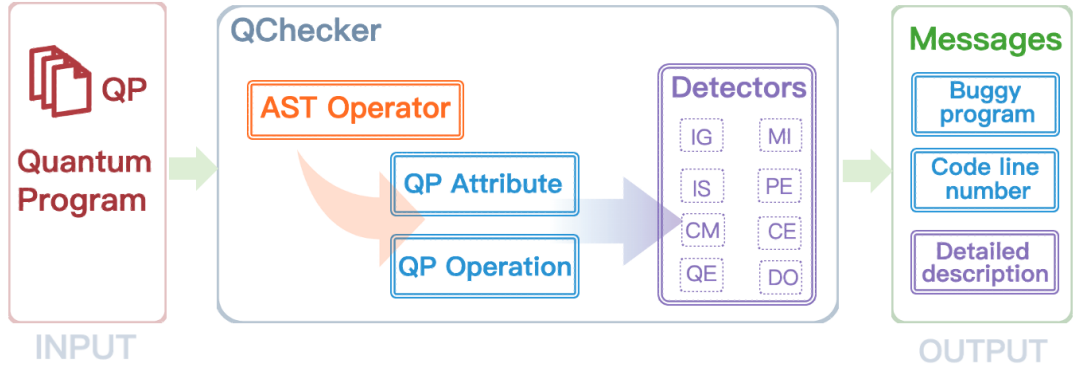 QP
Quantum
Program
INPUT
QChecker
AST Operator
QP Attribute
QP Operation
Detectors
IG MI
IS PE
CM CE
QE DO
Messages
Buggy
program
Code line
number
Detailed
description
OUTPUT